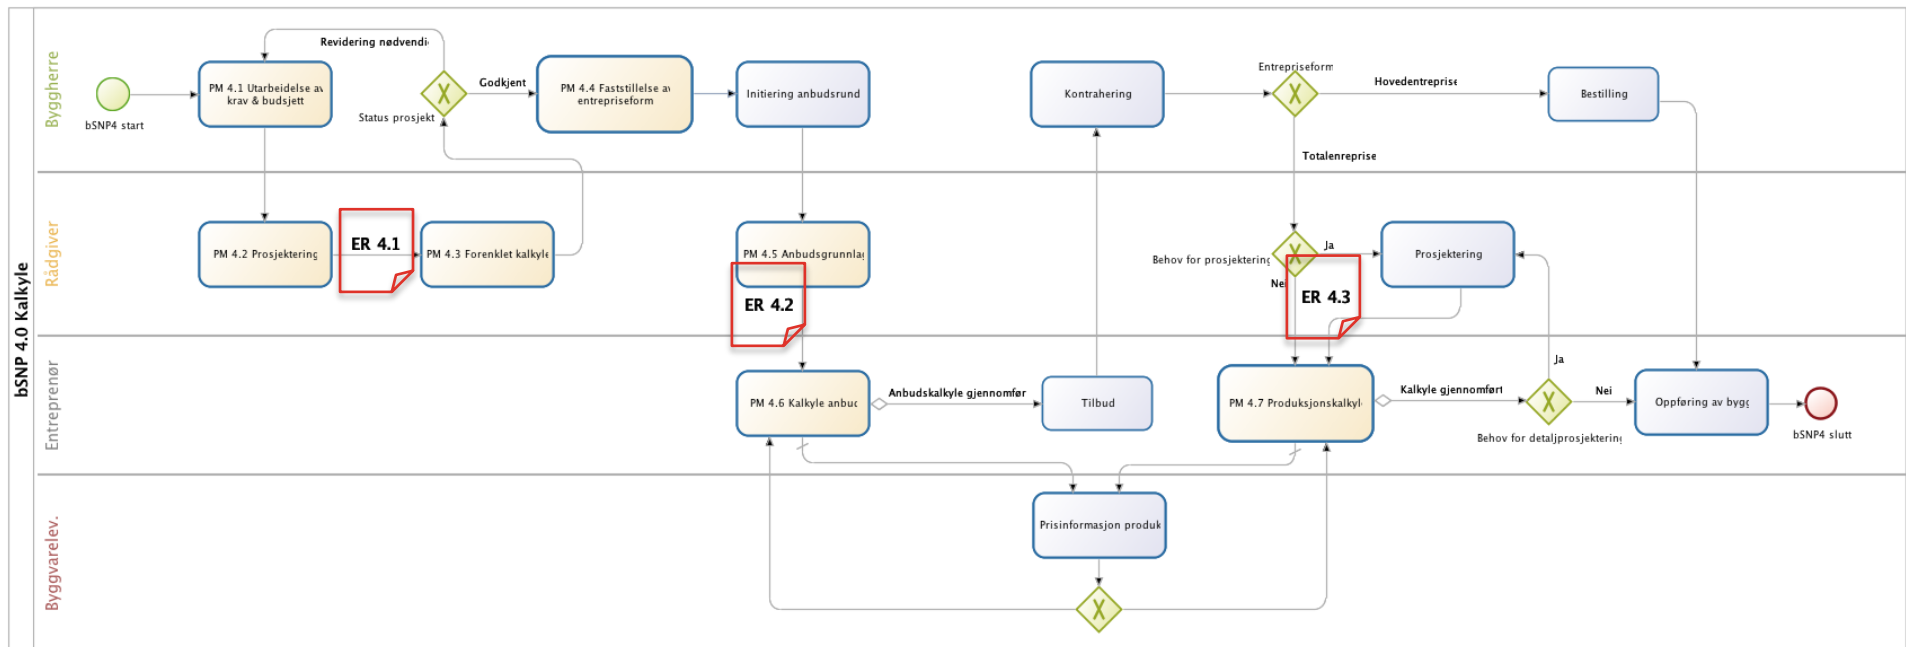 bSNP 4.0 Kalkyle
Byggherre
bSNP4 start
PM 4.1 Utarbeidelse av
krav & budsjett
Revidering nødvendi
Status prosjekt
Godkjent
PM 4.4 Faststillelse av
entrepriseform
Initiering anbudsrund
Kontrahering
Entrepriseform
Hovedentreprise
Bestilling
Totalenreprise
Rådgiver
PM 4.2 Prosjektering
ER 4.1
PM 4.3 Forenklet kalkyle
PM 4.5 Anbudsgrunnlag
ER 4.2
Behov for prosjektering
Ja
Nei
ER 4.3
Prosjektering
Entreprenør
PM 4.6 Kalkyle anbud
Anbudskalkyle gjennomfør
Tilbud
PM 4.7 Produksjonskalkyle
Kalkyle gjennomført
Ja
Behov for detaljprosjektering
Nei
Oppføring av bygg
bSNP4 slutt
Byggvarelev.
Prisinformasjon produk